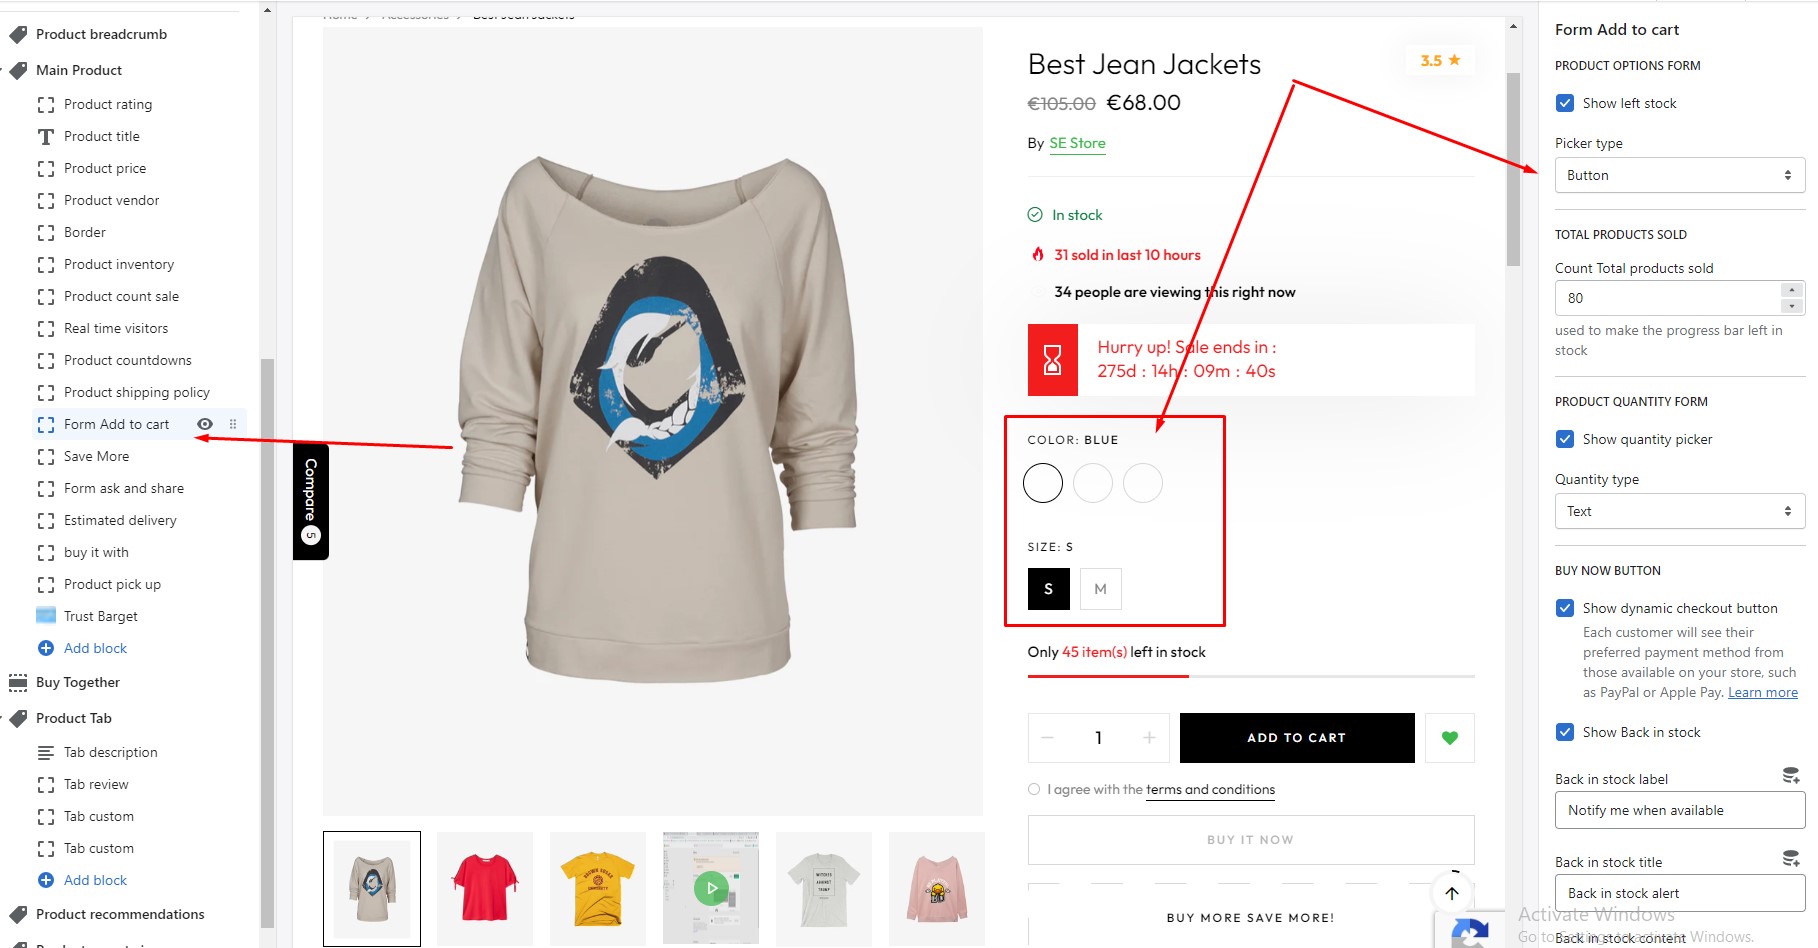 Product breadcrumb
Main Product
Product rating
Product title
Product price
Product vendor
Border
Product inventory
Product count sale
Real time visitors
Product countdowns
Product shipping policy
Form Add to cart
Save More
Form ask and share
Estimated delivery
buy it with
Product pick up
Trust Barget
Add block
Buy Together
Product Tab
Tab description
Tab review
Tab custom
Tab custom
Add block
Product recommendations
Home / Accessories / Best Jean Jackets
Compare 5
Best Jean Jackets
3.5
€105.00 €68.00
By SE Store
In stock
31 sold in last 10 hours
34 people are viewing this right now
Hurry up! Sale ends in :
275d : 14h : 09m : 40s
COLOR: BLUE
SIZE: S
S M
Only 45 item(s) left in stock
1
ADD TO CART
I agree with the terms and conditions
BUY IT NOW
BUY MORE SAVE MORE!
Form Add to cart
PRODUCT OPTIONS FORM
Show left stock
Picker type
Button
TOTAL PRODUCTS SOLD
Count Total products sold
80
used to make the progress bar left in
stock
PRODUCT QUANTITY FORM
Show quantity picker
Quantity type
Text
BUY NOW BUTTON
Show dynamic checkout button
Each customer will see their
preferred payment method from
those available on your store, such
as PayPal or Apple Pay. Learn more
Show Back in stock
Back in stock label
Notify me when available
Back in stock title
Back in stock alert
Back in stock content
Activate Windows
Go to Settings to activate Windows.